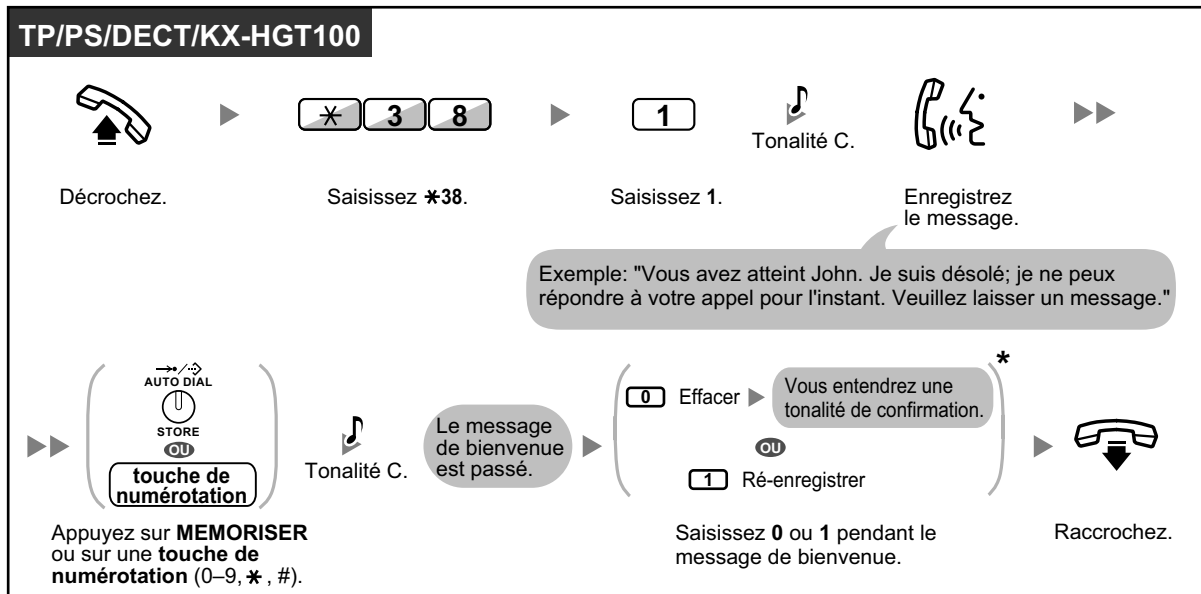 TP/PS/DECT/KX-HGT100
* 3 8
1
Tonalité C.
Décrochez.
Saisissez *38.
Saisissez 1.
Enregistrez
le message.
Exemple: "Vous avez atteint John. Je suis désolé; je ne peux
répondre à votre appel pour l'instant. Veuillez laisser un message."
AUTO DIAL
STORE
OU
touche de
numérotation
Appuyez sur MEMORISER
ou sur une touche de
numérotation (0–9, *, #).
Tonalité C.
Le message
de bienvenue
est passé.
0 Effacer
Vous entendrez une
tonalité de confirmation.
OU
1 Ré-enregistrer
*
Saisissez 0 ou 1 pendant le
message de bienvenue.
Raccrochez.